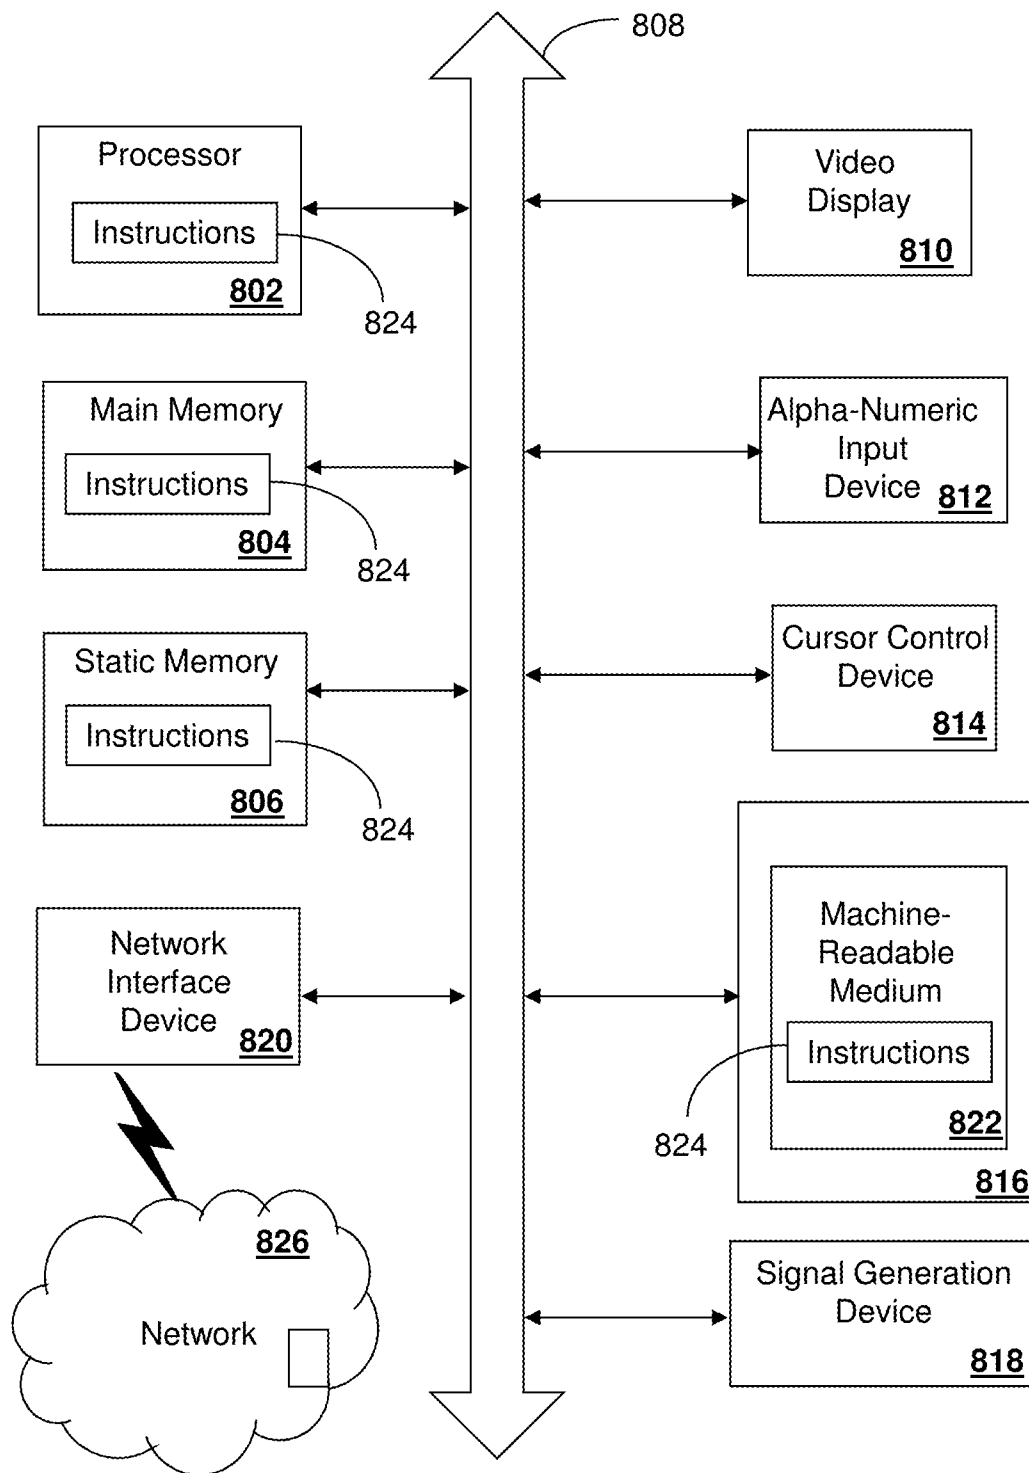 808
Processor
Instructions
802
824
Main Memory
Instructions
804
824
Static Memory
Instructions
806
824
Network
Interface
Device
820
826
Network
Video
Display
810
Alpha-Numeric
Input
Device
812
Cursor Control
Device
814
Machine-
Readable
Medium
Instructions
824
822
816
Signal Generation
Device
818